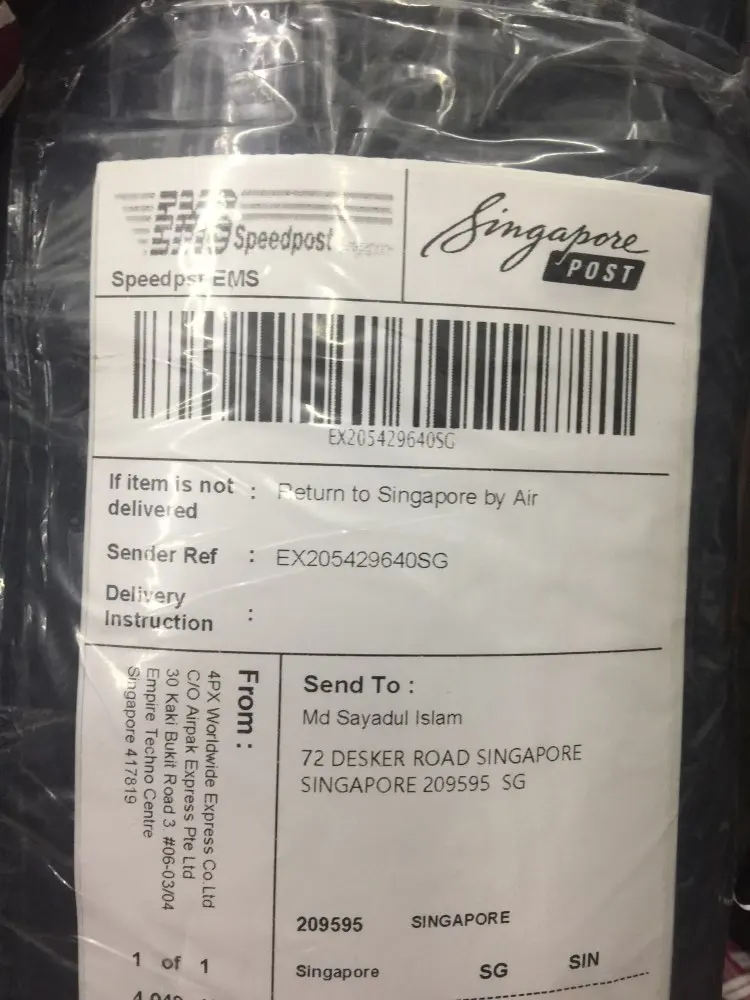 EMS Speedpost
Singapore
POST
Speedpst EMS
EX205429640SG
If item is not : Return to Singapore by Air
delivered
Sender Ref : EX205429640SG
Delivery
Instruction :
From :
4PX Worldwide Express Co.Ltd
C/O Airpak Express Pte Ltd
30 Kaki Bukit Road 3. #06-03/04
Empire Techno Centre
Singapore 417819
1 of 1
Send To :
Md Sayadul Islam
72 DESKER ROAD SINGAPORE
SINGAPORE 209595 SG
209595 SINGAPORE
Singapore SG SIN